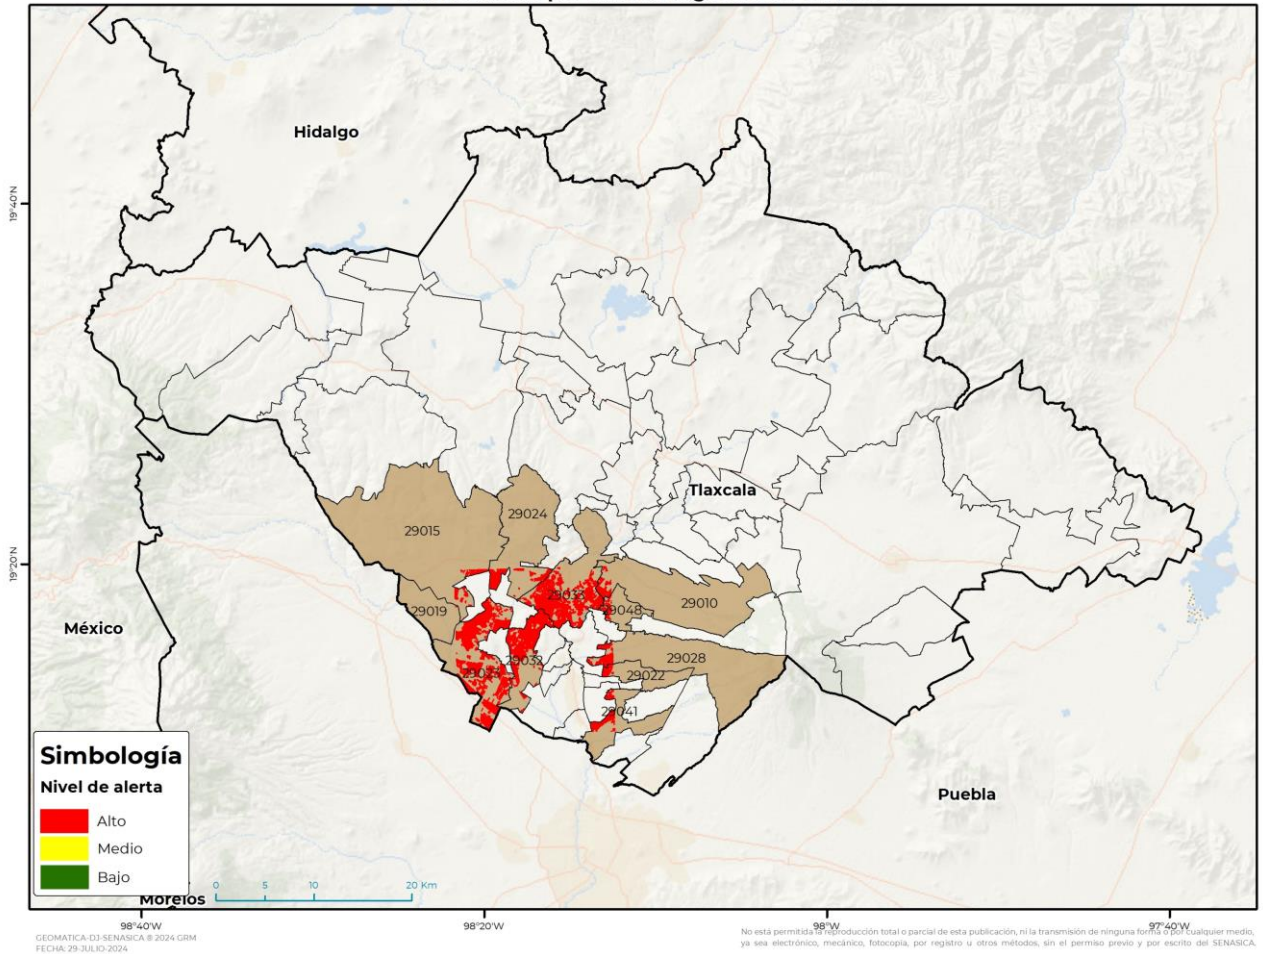 Hidalgo
19°40'N
Tlaxcala
29015
29024
19°20'N
29033
29048
29010
29019
México
29032
29028
29023
29022
29041
Simbología
Nivel de alerta
Alto
Medio
Bajo
Puebla
0 5 10 20 Km
Morelos
98°40'W 98°20'W 98°W 97°40'W
GEOMATICA-DJ-SENASICA ® 2024 GRM
FECHA: 29-JULIO-2024
No está permitida la reproducción total o parcial de esta publicación, ni la transmisión de ninguna forma o por cualquier medio,
ya sea electrónico, mecánico, fotocopia, por registro u otros métodos, sin el permiso previo y por escrito del SENASICA.